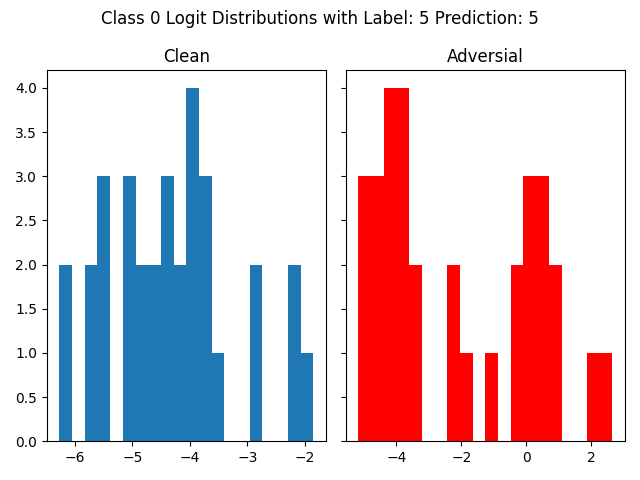 Class 0 Logit Distributions with Label: 5 Prediction: 5
Clean
Adversial
4.0
3.5
3.0
2.5
2.0
1.5
1.0
0.5
0.0
−6 −5 −4 −3 −2
−4 −2 0 2